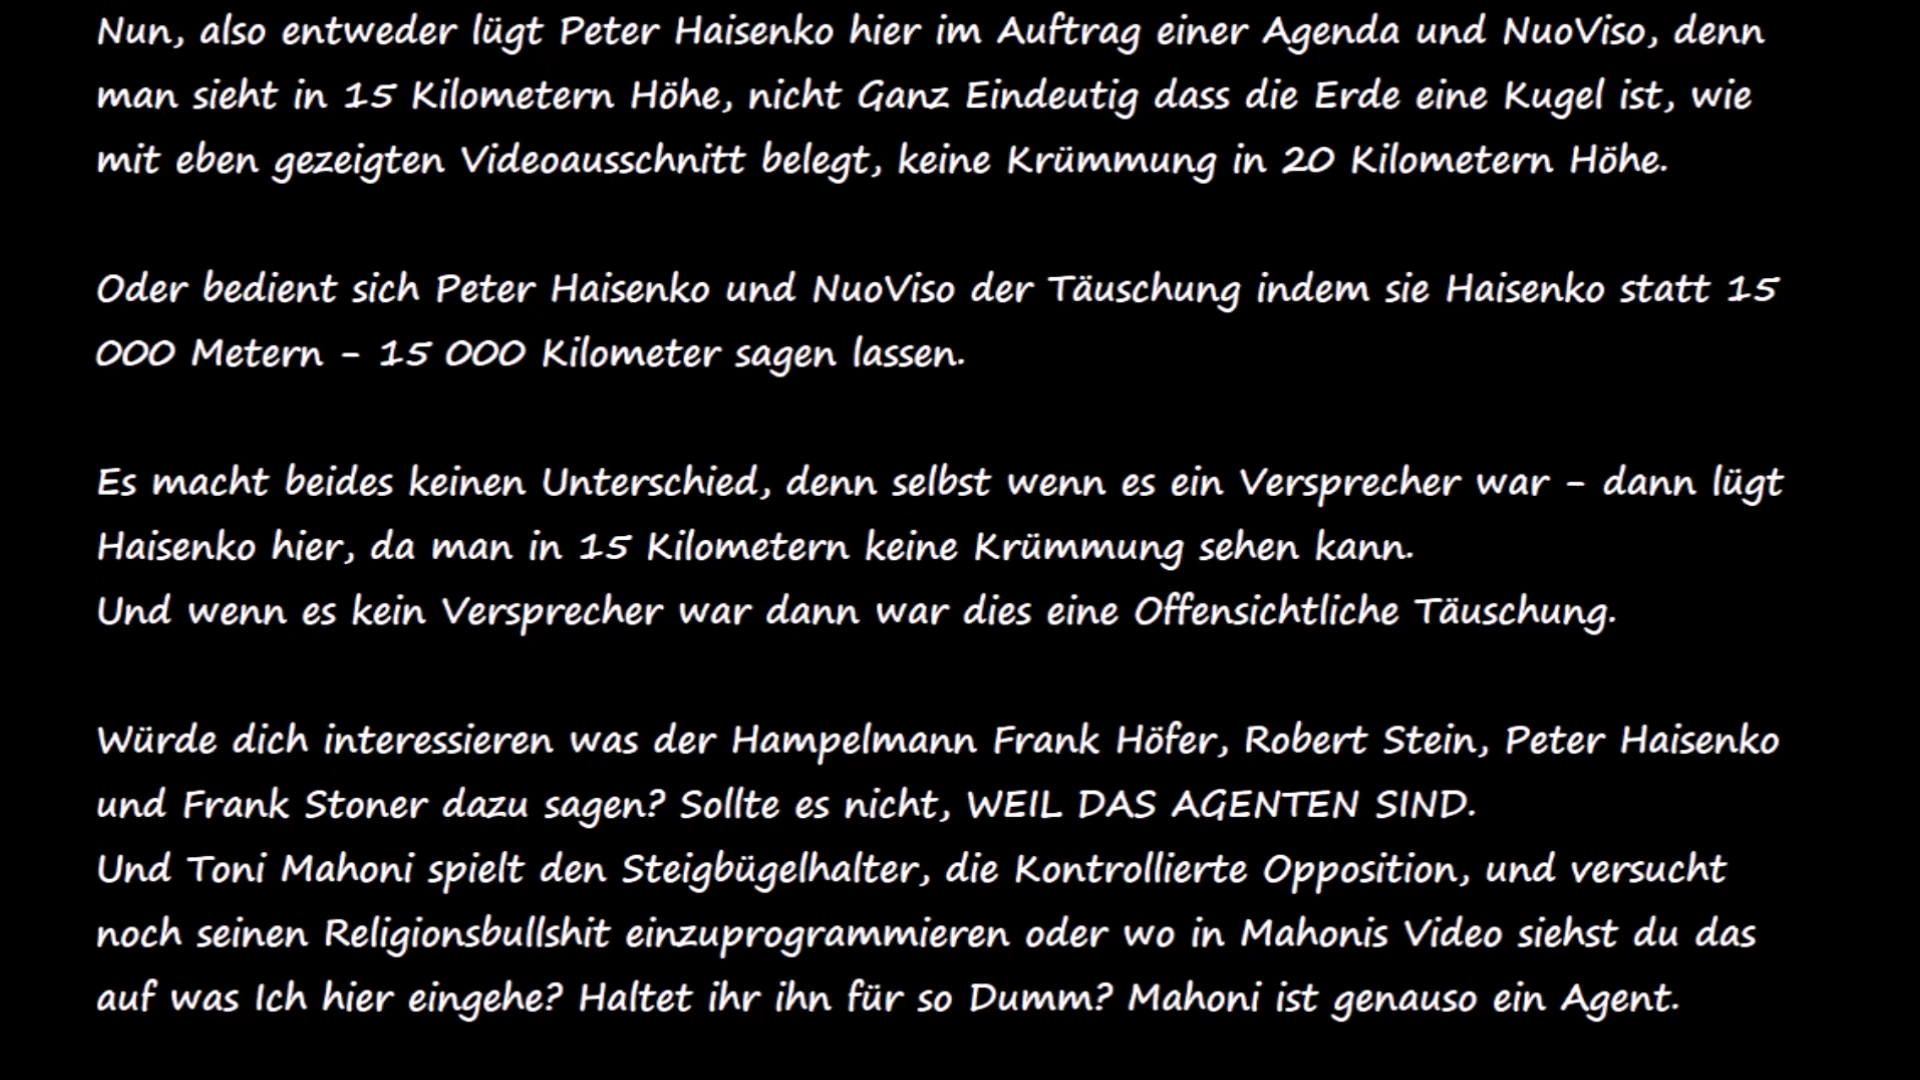 Nun, also entweder lügt Peter Haisenko hier im Auftrag einer Agenda und NuoViso, denn
man sieht in 15 Kilometern Höhe, nicht Ganz Eindeutig dass die Erde eine Kugel ist, wie
mit eben gezeigten Videoausschnitt belegt, keine Krümmung in 20 Kilometern Höhe.
Oder bedient sich Peter Haisenko und NuoViso der Täuschung indem sie Haisenko statt 15
000 Metern - 15 000 Kilometer sagen lassen.
Es macht beides keinen Unterschied, denn selbst wenn es ein Versprecher war - dann lügt
Haisenko hier, da man in 15 Kilometern keine Krümmung sehen kann.
Und wenn es kein Versprecher war dann war dies eine Offensichtliche Täuschung.
Würde dich interessieren was der Hampelmann Frank Höfer, Robert Stein, Peter Haisenko
und Frank Stoner dazu sagen? Sollte es nicht, WEIL DAS AGENTEN SIND.
Und Toni Mahoni spielt den Steigbügelhalter, die Kontrollierte Opposition, und versucht
noch seinen Religionsbullshit einzuprogrammieren oder wo in Mahonis Video siehst du das
auf was Ich hier eingehe? Haltet ihr ihn für so Dumm? Mahoni ist genauso ein Agent.